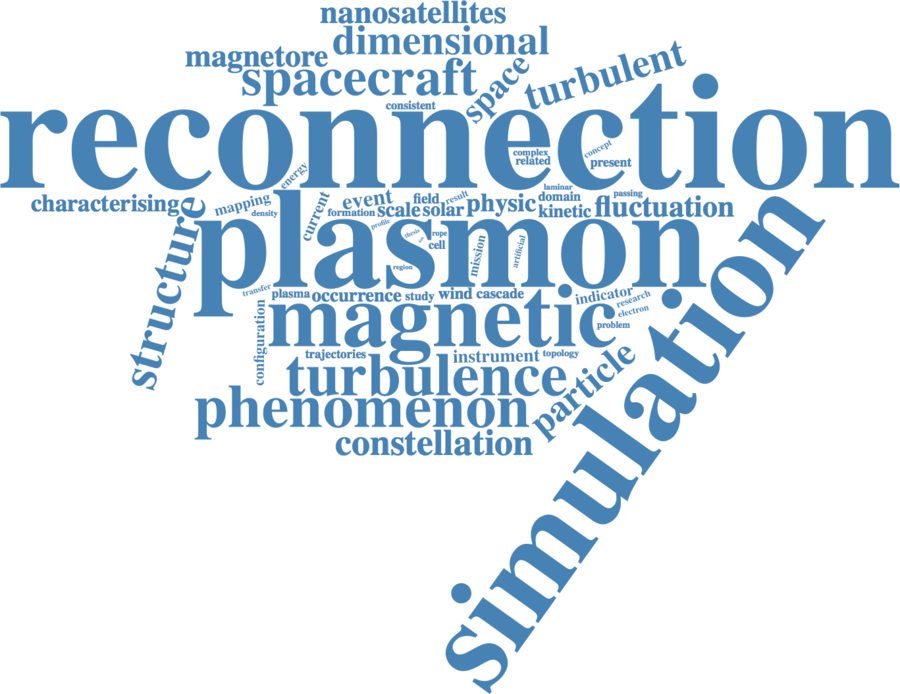 nanosatellites
dimensional
magnetore
spacecraft
space
turbulent
consistent
reconnection
complex
related
concept
present
energy
characterising
mapping
density
current
event
formation
scale
field
solar
result
physic
laminar
domain
kinetic
passing
fluctuation
structure
plasmon
profile
thesis
rope
cell
region
mission
artificial
simulation
transfer
plasma
occurrence
study
wind
cascade
indicator
research
electron
problem
configuration
magnetic
trajectories
instrument
topology
turbulence
particle
phenomenon
constellation